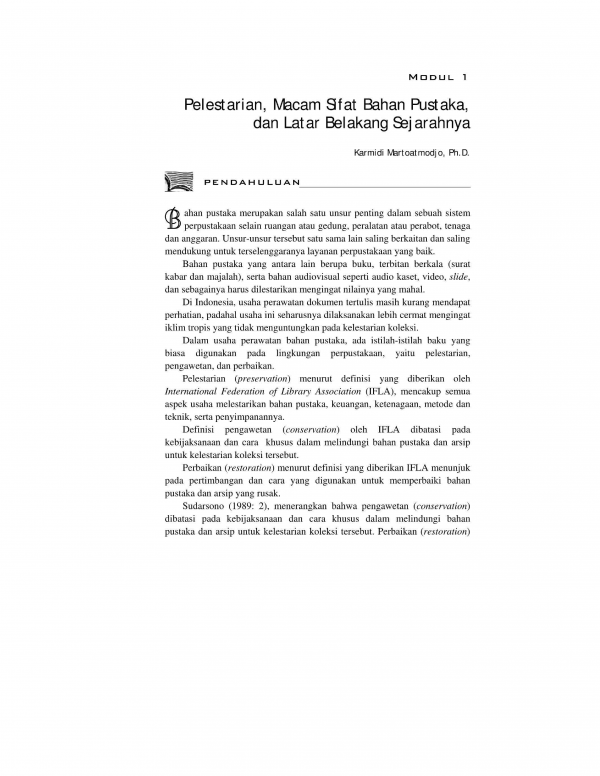 MODUL 1
Pelestarian, Macam Sifat Bahan Pustaka,
dan Latar Belakang Sejarahnya
Karmidi Martoatmodjo, Ph.D.
PENDAHULUAN
Bahan pustaka merupakan salah satu unsur penting dalam sebuah sistem
perpustakaan selain ruangan atau gedung, peralatan atau perabot, tenaga
dan anggaran. Unsur-unsur tersebut satu sama lain saling berkaitan dan saling
mendukung untuk terselenggaranya layanan perpustakaan yang baik.
Bahan pustaka yang antara lain berupa buku, terbitan berkala (surat
kabar dan majalah), serta bahan audiovisual seperti audio kaset, video, slide,
dan sebagainya harus dilestarikan mengingat nilainya yang mahal.
Di Indonesia, usaha perawatan dokumen tertulis masih kurang mendapat
perhatian, padahal usaha ini seharusnya dilaksanakan lebih cermat mengingat
iklim tropis yang tidak menguntungkan pada kelestarian koleksi.
Dalam usaha perawatan bahan pustaka, ada istilah-istilah baku yang
biasa digunakan pada lingkungan perpustakaan, yaitu pelestarian,
pengawetan, dan perbaikan.
Pelestarian (preservation) menurut definisi yang diberikan oleh
International Federation of Library Association (IFLA), mencakup semua
aspek usaha melestarikan bahan pustaka, keuangan, ketenagaan, metode dan
teknik, serta penyimpanannya.
Definisi pengawetan (conservation) oleh IFLA dibatasi pada
kebijaksanaan dan cara khusus dalam melindungi bahan pustaka dan arsip
untuk kelestarian koleksi tersebut.
Perbaikan (restoration) menurut definisi yang diberikan IFLA menunjuk
pada pertimbangan dan cara yang digunakan untuk memperbaiki bahan
pustaka dan arsip yang rusak.
Sudarsono (1989: 2), menerangkan bahwa pengawetan (conservation)
dibatasi pada kebijaksanaan dan cara khusus dalam melindungi bahan
pustaka dan arsip untuk kelestarian koleksi tersebut. Perbaikan (restoration)